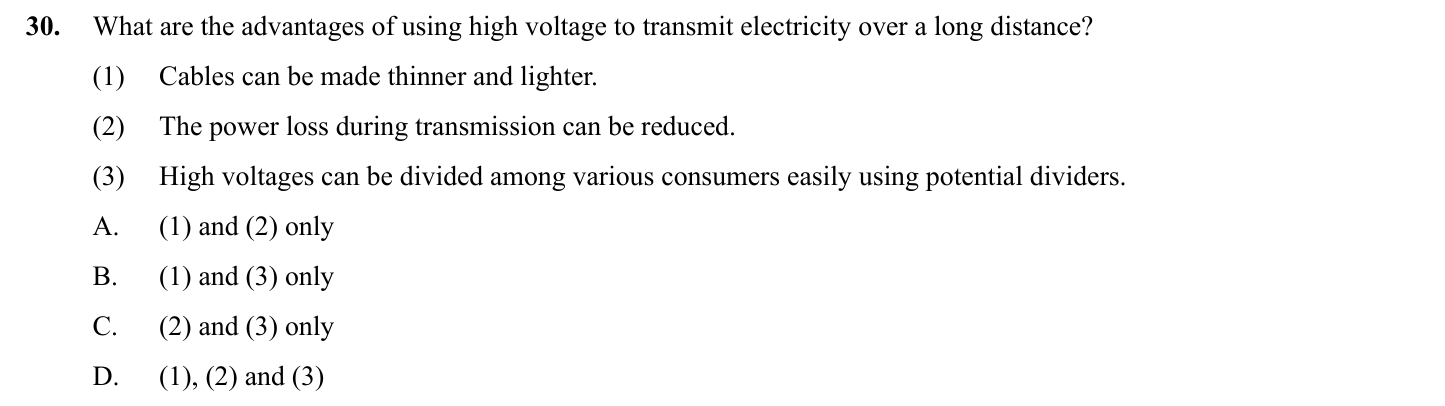 30. What are the advantages of using high voltage to transmit electricity over a long distance?
(1) Cables can be made thinner and lighter.
(2) The power loss during transmission can be reduced.
(3) High voltages can be divided among various consumers easily using potential dividers.
A. (1) and (2) only
B. (1) and (3) only
C. (2) and (3) only
D. (1), (2) and (3)